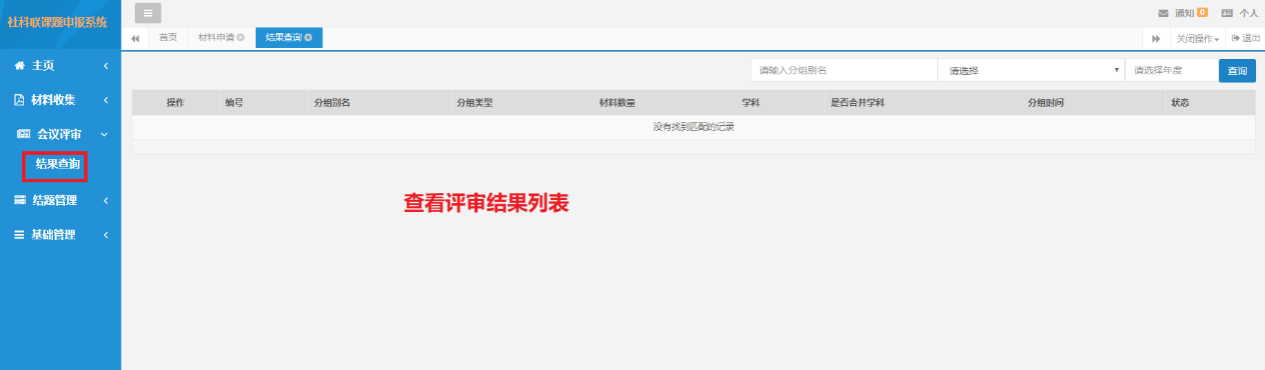 社科联课题申报系统
通知 0 个人
首页 材料申请 结果查询 关闭操作 退出
主页
材料收集
会议评审
结果查询
结题管理
基础管理
请输入分组别名 请选择 请选择年度 查询
操作 编号 分组别名 分组类型 材料数量 学科 是否合并学科 分组时间 状态
没有找到匹配的记录
查看评审结果列表